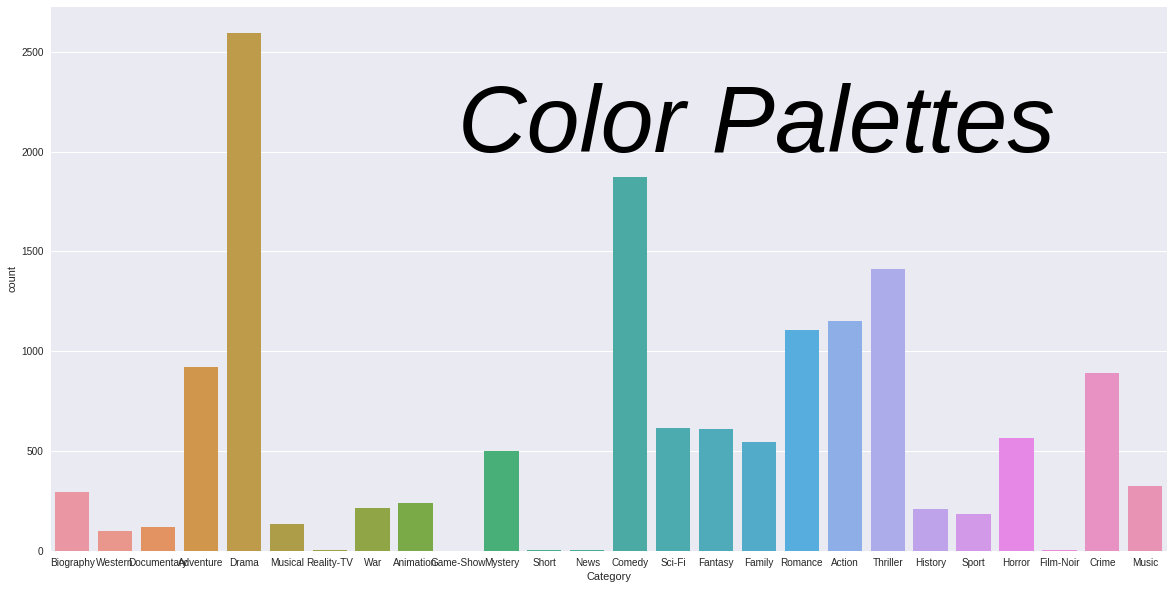 Color Palettes
2500
2000
1500
1000
500
0
count
Biography Western Documentary Adventure Drama Musical Reality-TV War Animation Game-Show Mystery Short News Comedy Sci-Fi Fantasy Family Romance Action Thriller History Sport Horror Film-Noir Crime Music
Category